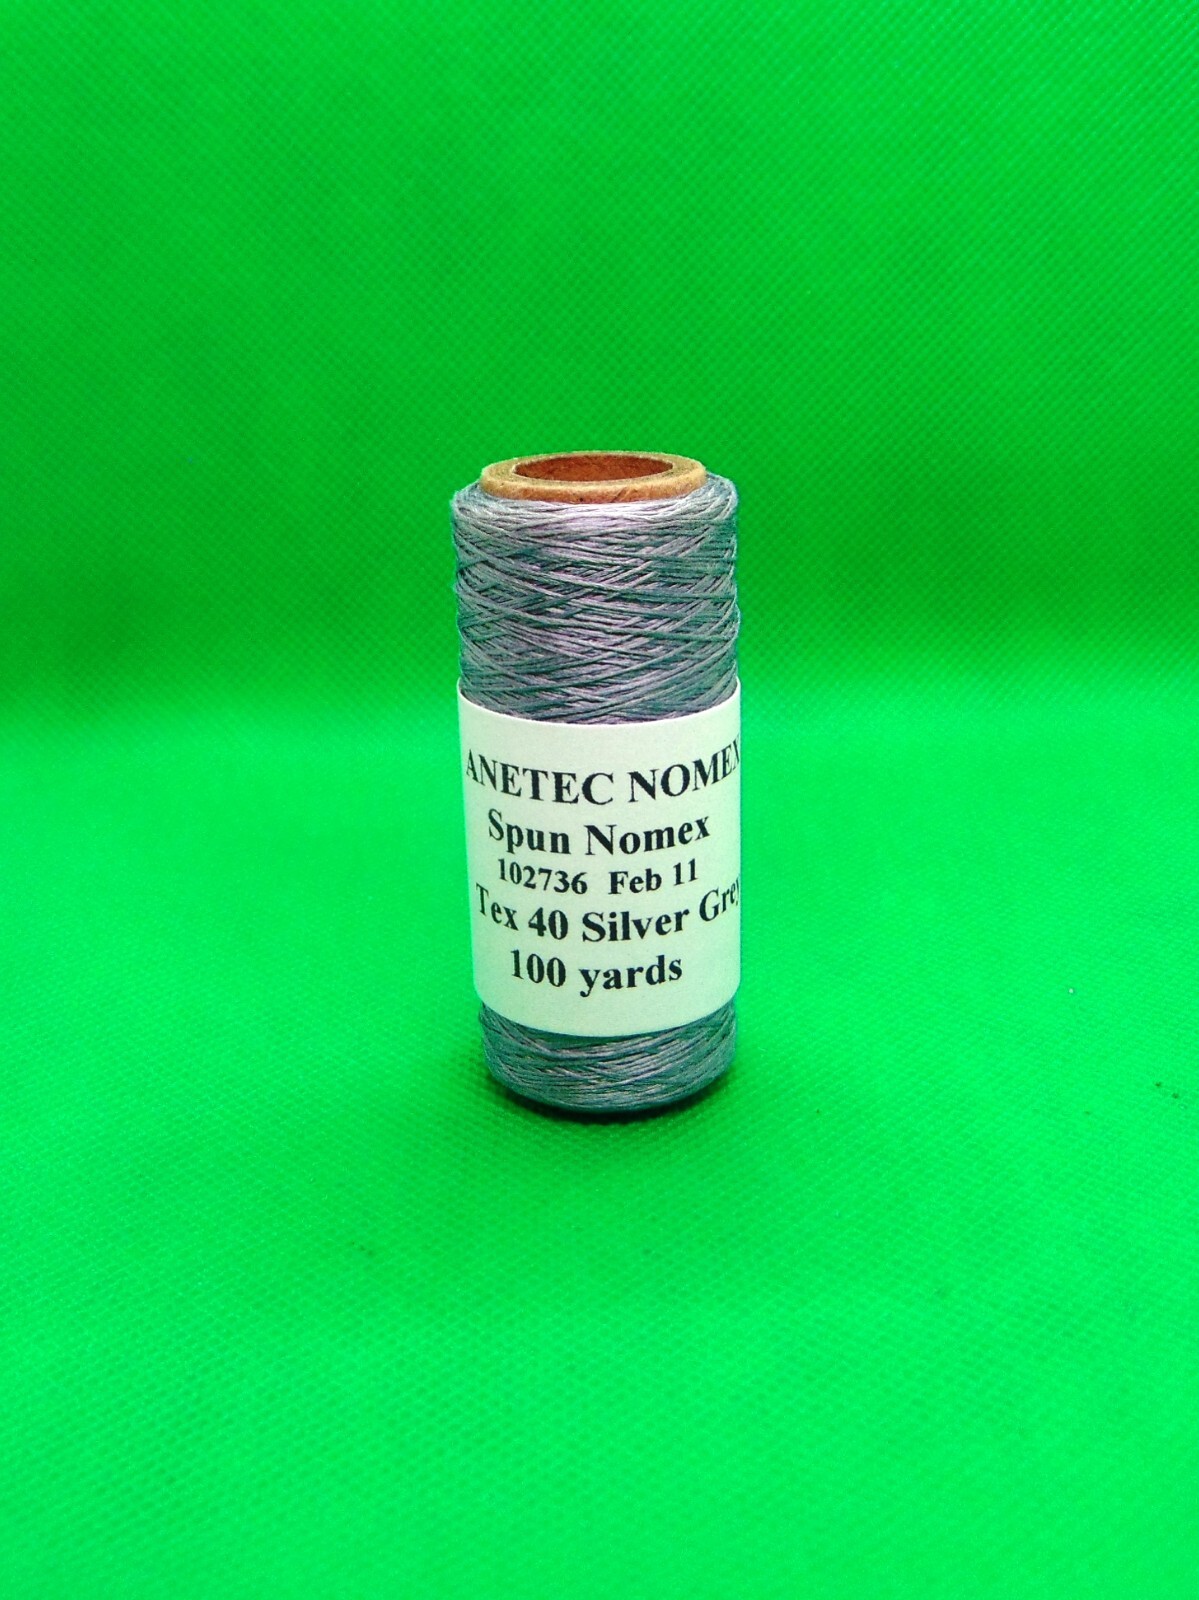 ANETEC NOMEX
Spun Nomex
102736 Feb 11
Tex 40 Silver Grey
100 yards